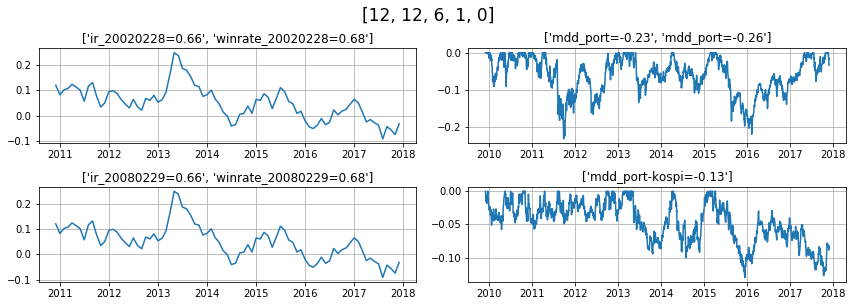 [12, 12, 6, 1, 0]
['ir_20020228=0.66', 'winrate_20020228=0.68']
0.2
0.1
0.0
−0.1
2011 2012 2013 2014 2015 2016 2017 2018
['mdd_port=-0.23', 'mdd_port=-0.26']
0.0
−0.1
−0.2
2010 2011 2012 2013 2014 2015 2016 2017 2018
['ir_20080229=0.66', 'winrate_20080229=0.68']
0.2
0.1
0.0
−0.1
2011 2012 2013 2014 2015 2016 2017 2018
['mdd_port-kospi=-0.13']
0.00
−0.05
−0.10
2010 2011 2012 2013 2014 2015 2016 2017 2018